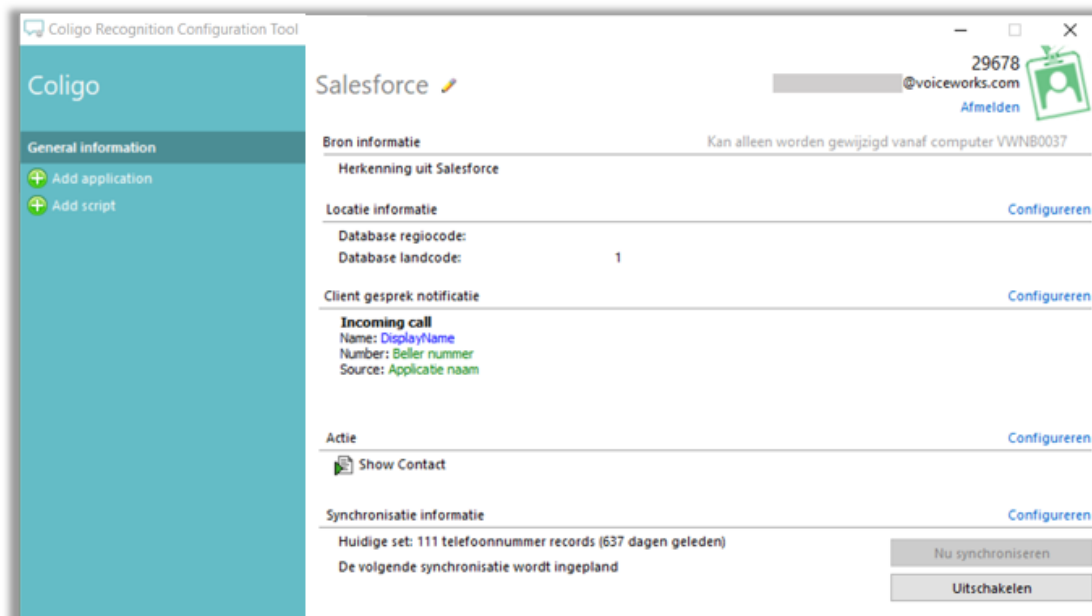 Coligo Recognition Configuration Tool
Coligo
General information
Add application
Add script
Salesforce
29678
@voiceworks.com
Afmelden
Bron informatie
Kan alleen worden gewijzigd vanaf computer VWNB0037
Herkenning uit Salesforce
Locatie informatie
Configureren
Database regiocode:
Database landcode: 1
Client gesprek notificatie
Configureren
Incoming call
Name: DisplayName
Number: Beller nummer
Source: Applicatie naam
Actie
Configureren
Show Contact
Synchronisatie informatie
Configureren
Huidige set: 111 telefoonnummer records (637 dagen geleden)
Nu synchroniseren
De volgende synchronisatie wordt ingepland
Uitschakelen